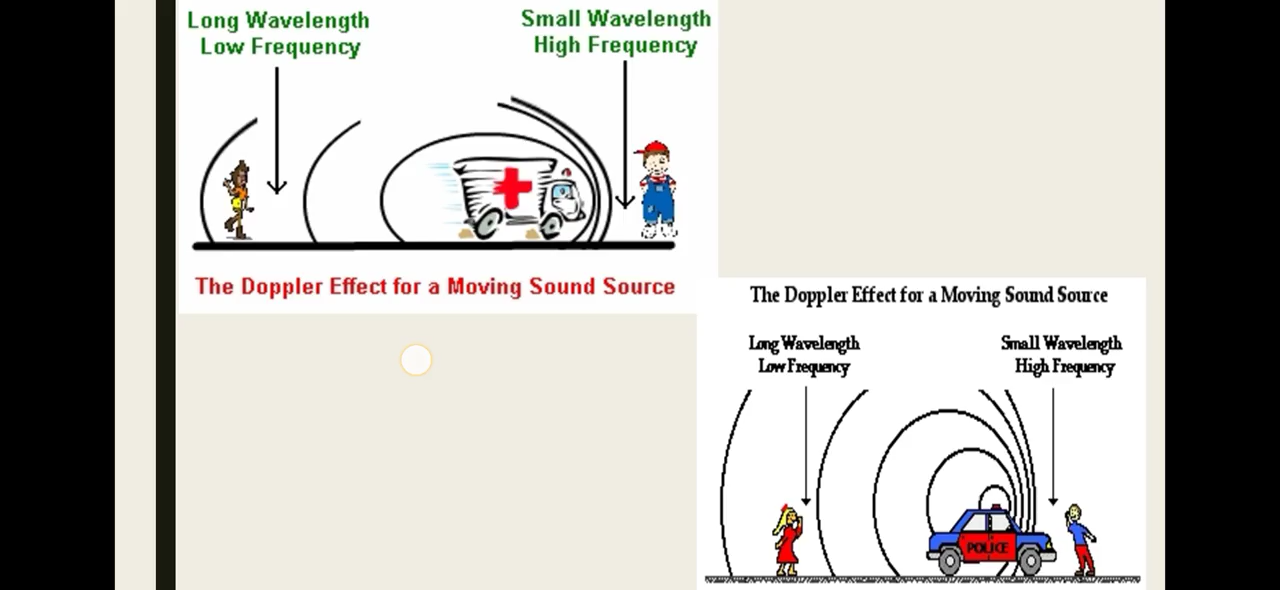 Long Wavelength
Low Frequency
Small Wavelength
High Frequency
The Doppler Effect for a Moving Sound Source
The Doppler Effect for a Moving Sound Source
Long Wavelength
Low Frequency
Small Wavelength
High Frequency
POLICE